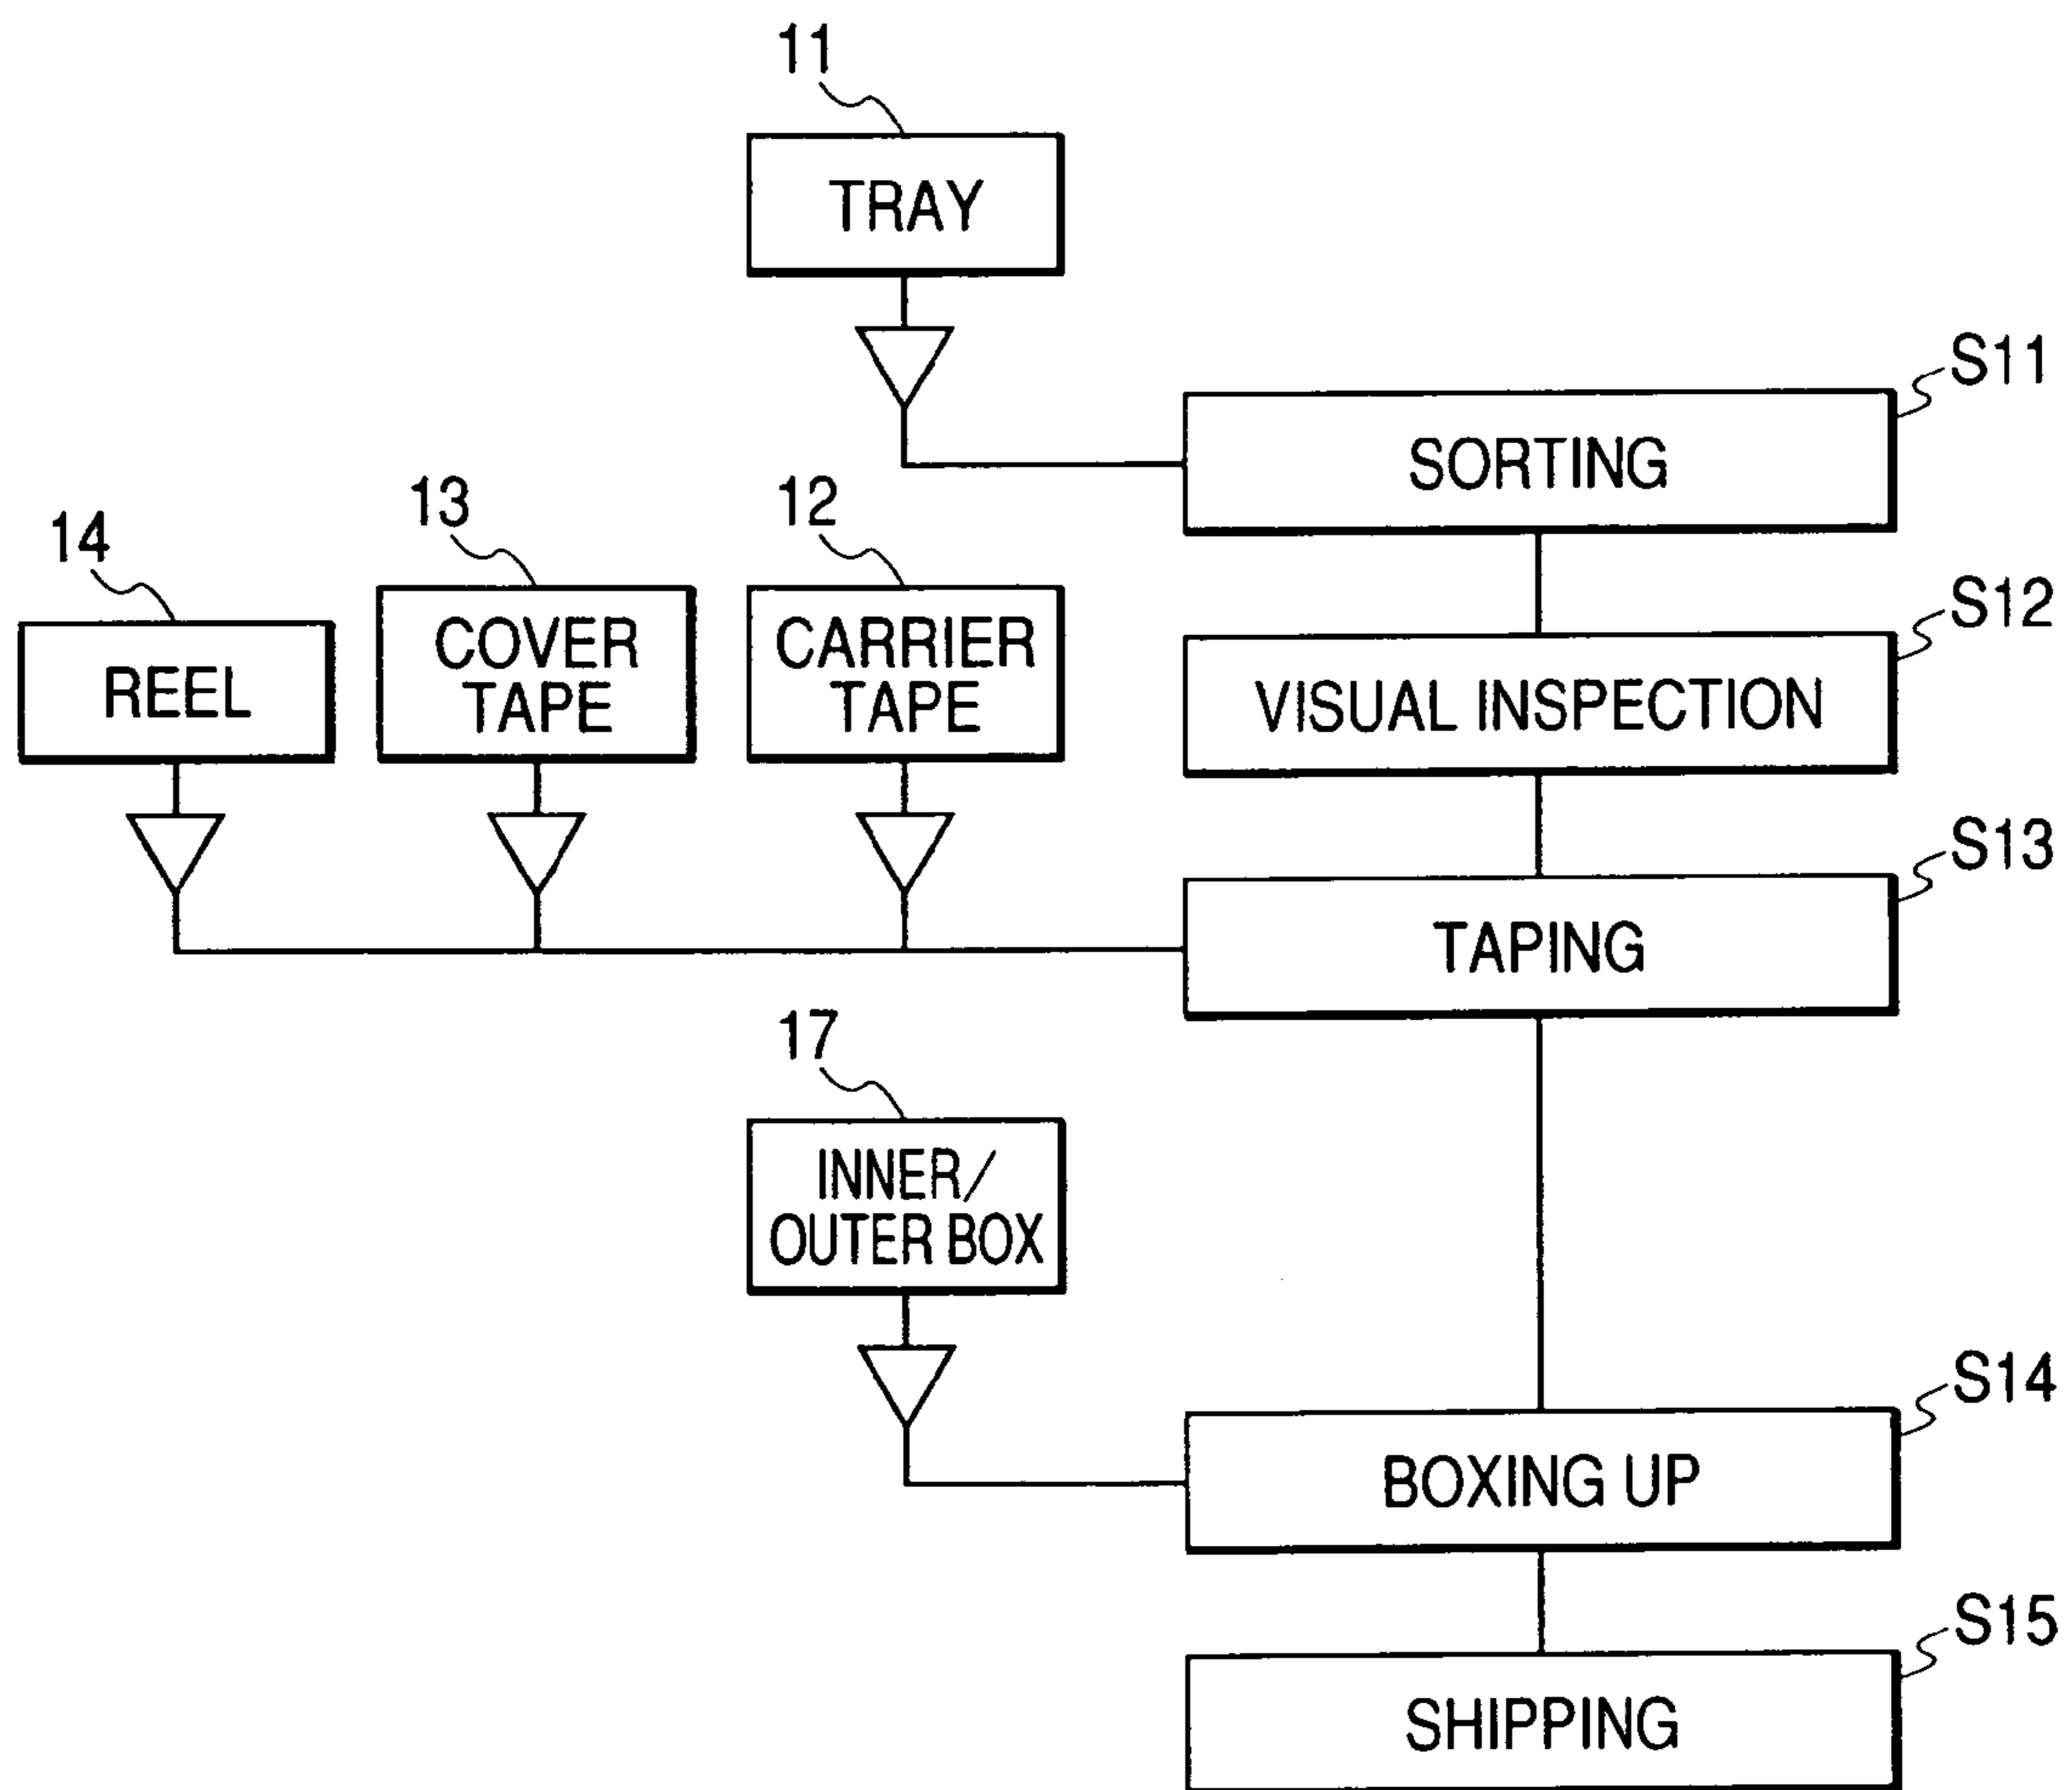 11
TRAY
S11
SORTING
14
REEL
13
COVER
TAPE
12
CARRIER
TAPE
S12
VISUAL INSPECTION
S13
TAPING
17
INNER/
OUTER BOX
S14
BOXING UP
S15
SHIPPING